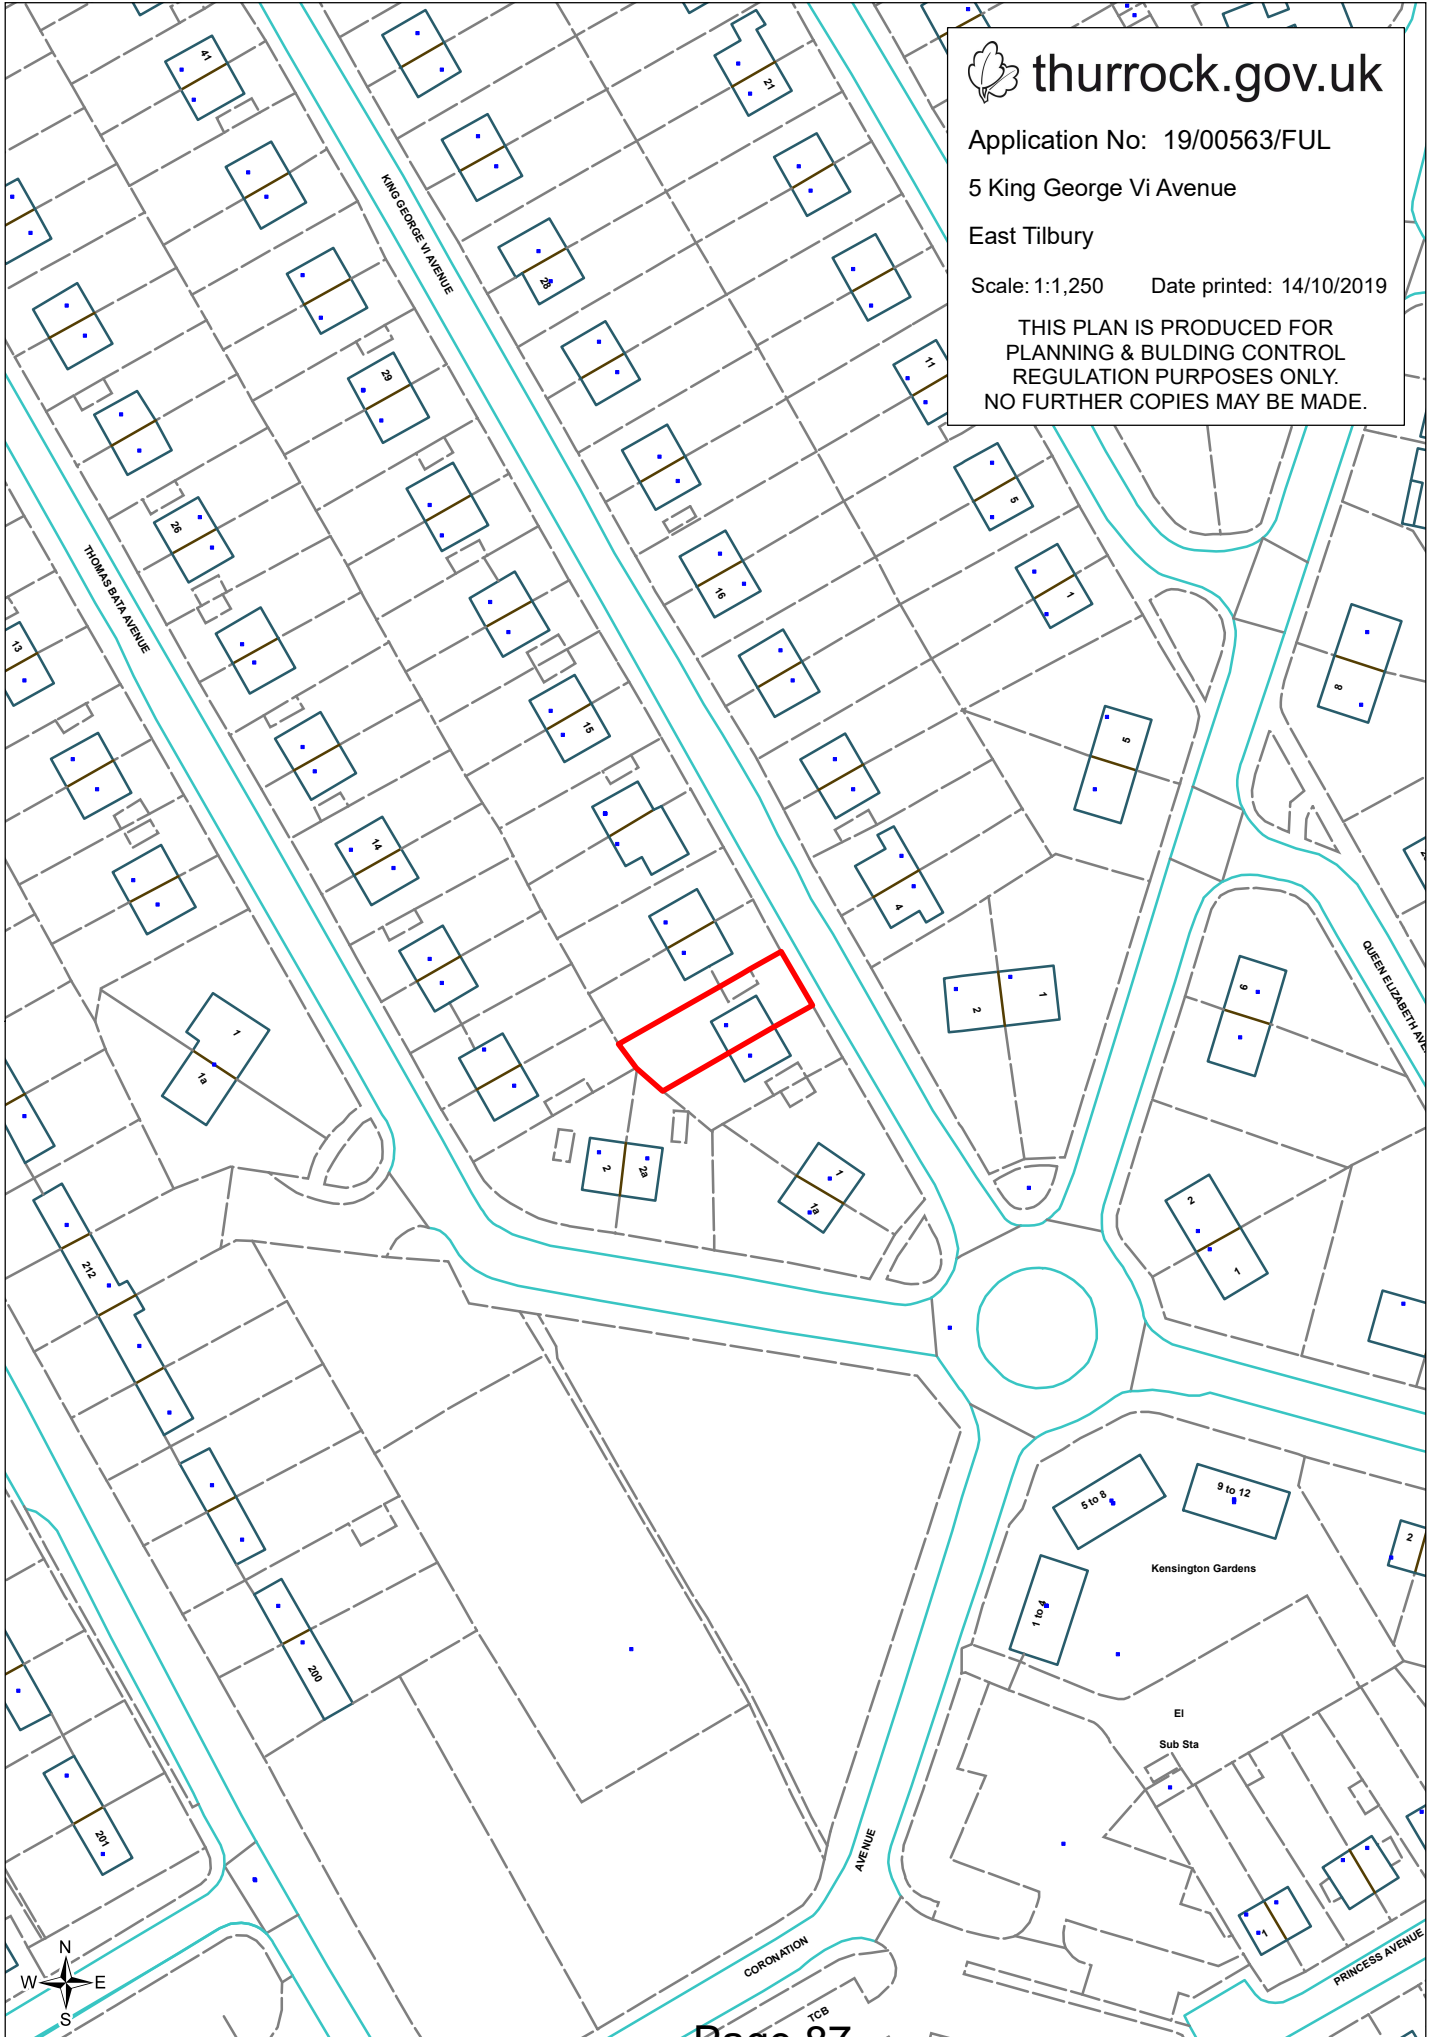 thurrock.gov.uk
Application No: 19/00563/FUL
5 King George Vi Avenue
East Tilbury
Scale: 1:1,250 Date printed: 14/10/2019
THIS PLAN IS PRODUCED FOR
PLANNING & BULDING CONTROL
REGULATION PURPOSES ONLY.
NO FURTHER COPIES MAY BE MADE.
41
21
KING GEORGE VI AVENUE
28
29
11
5
26
16
1
THOMAS BATA AVENUE
13
8
15
5
14
4
QUEEN ELIZABETH AVE
2
1
6
1
1a
2
2a
1
1a
2
1
212
5 to 8
9 to 12
2
Kensington Gardens
1 to 4
200
El
Sub Sta
201
AVENUE
CORONATION
1
PRINCESS AVENUE
TCB
N
W E
S
Page 87